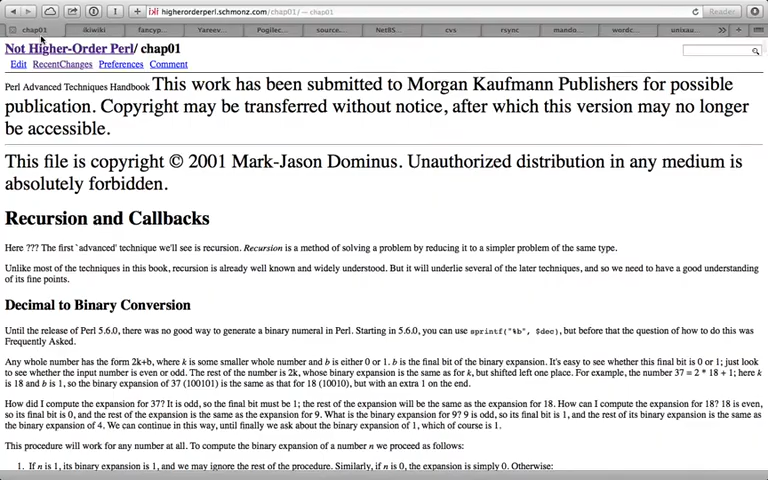 higherorderperl.schmonz.com/chap01/ — chap01
Reader
chap01 ikiwiki fancyp... Yareev... Pogilec... source... NetBS... cvs rsync mando... wordc... unixau...
Not Higher-Order Perl/ chap01
Edit RecentChanges Preferences Comment
Perl Advanced Techniques Handbook This work has been submitted to Morgan Kaufmann Publishers for possible
publication. Copyright may be transferred without notice, after which this version may no longer
be accessible.
This file is copyright © 2001 Mark-Jason Dominus. Unauthorized distribution in any medium is
absolutely forbidden.
Recursion and Callbacks
Here ??? The first `advanced' technique we'll see is recursion. Recursion is a method of solving a problem by reducing it to a simpler problem of the same type.
Unlike most of the techniques in this book, recursion is already well known and widely understood. But it will underlie several of the later techniques, and so we need to have a good understanding
of its fine points.
Decimal to Binary Conversion
Until the release of Perl 5.6.0, there was no good way to generate a binary numeral in Perl. Starting in 5.6.0, you can use sprintf("%b", $dec), but before that the question of how to do this was
Frequently Asked.
Any whole number has the form 2k+b, where k is some smaller whole number and b is either 0 or 1. b is the final bit of the binary expansion. It's easy to see whether this final bit is 0 or 1; just look
to see whether the input number is even or odd. The rest of the number is 2k, whose binary expansion is the same as for k, but shifted left one place. For example, the number 37 = 2 * 18 + 1; here k
is 18 and b is 1, so the binary expansion of 37 (100101) is the same as that for 18 (10010), but with an extra 1 on the end.
How did I compute the expansion for 37? It is odd, so the final bit must be 1; the rest of the expansion will be the same as the expansion for 18. How can I compute the expansion for 18? 18 is even,
so its final bit is 0, and the rest of the expansion is the same as the expansion for 9. What is the binary expansion for 9? 9 is odd, so its final bit is 1, and the rest of its binary expansion is the same as
the binary expansion of 4. We can continue in this way, until finally we ask about the binary expansion of 1, which of course is 1.
This procedure will work for any number at all. To compute the binary expansion of a number n we proceed as follows:
1. If n is 1, its binary expansion is 1, and we may ignore the rest of the procedure. Similarly, if n is 0, the expansion is simply 0. Otherwise: